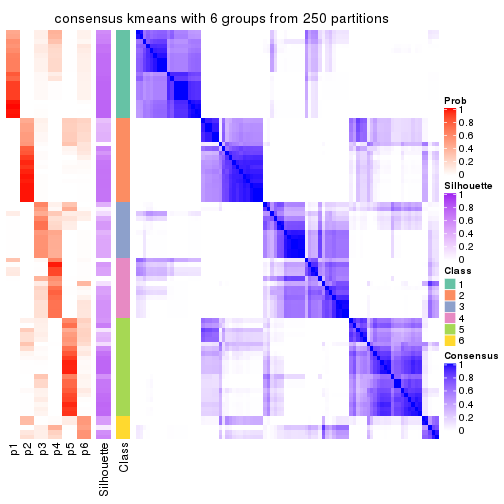 consensus kmeans with 6 groups from 250 partitions
Prob
1
0.8
0.6
0.4
0.2
0
Silhouette
1
0.8
0.6
0.4
0.2
0
Class
1
2
3
4
5
6
Consensus
1
0.8
0.6
0.4
0.2
0
p1
p2
p3
p4
p5
p6
Silhouette
Class